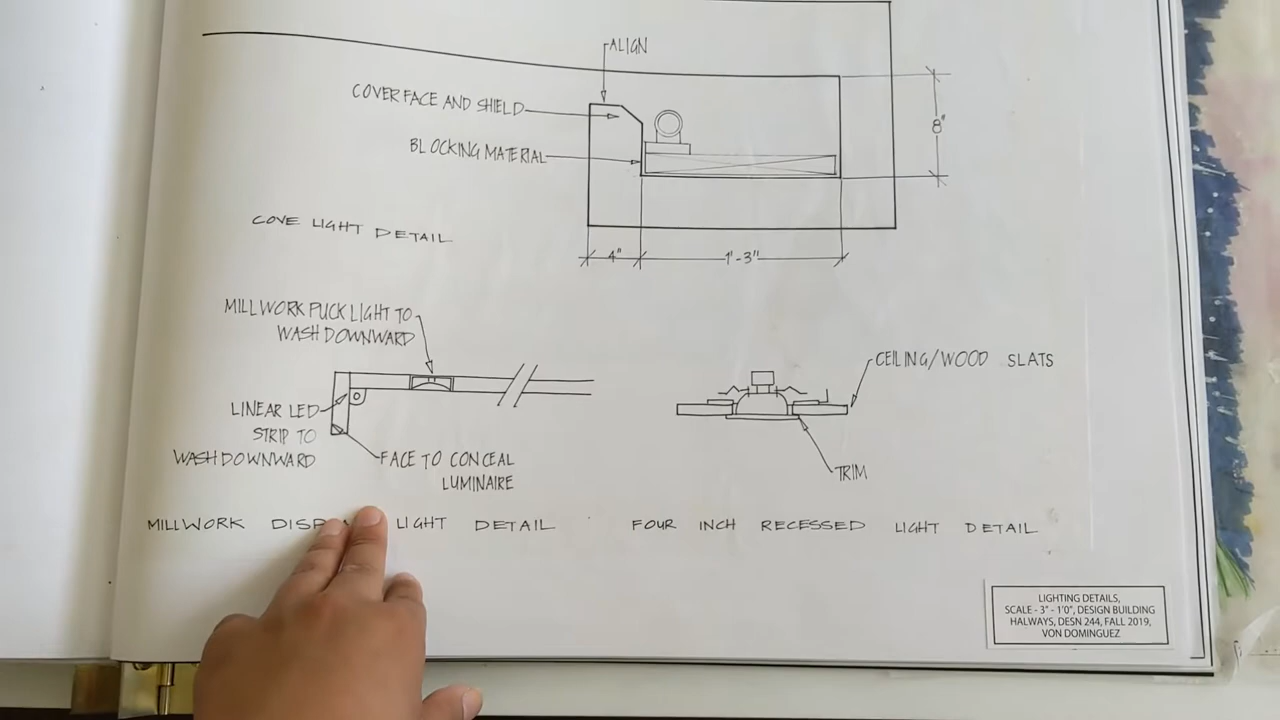 ALIGN
COVER FACE AND SHIELD
BLOCKING MATERIAL
8"
COVE LIGHT DETAIL
4"
1'-3"
MILLWORK PUCK LIGHT TO
WASH DOWNWARD
LINEAR LED
STRIP TO
WASH DOWNWARD
FACE TO CONCEAL
LUMINAIRE
CEILING/WOOD SLATS
TRIM
MILLWORK LIGHT DETAIL
FOUR INCH RECESSED LIGHT DETAIL
LIGHTING DETAILS,
SCALE - 3" - 1'0", DESIGN BUILDING
HALWAYS, DESN 244, FALL 2019,
VON DOMINGUEZ